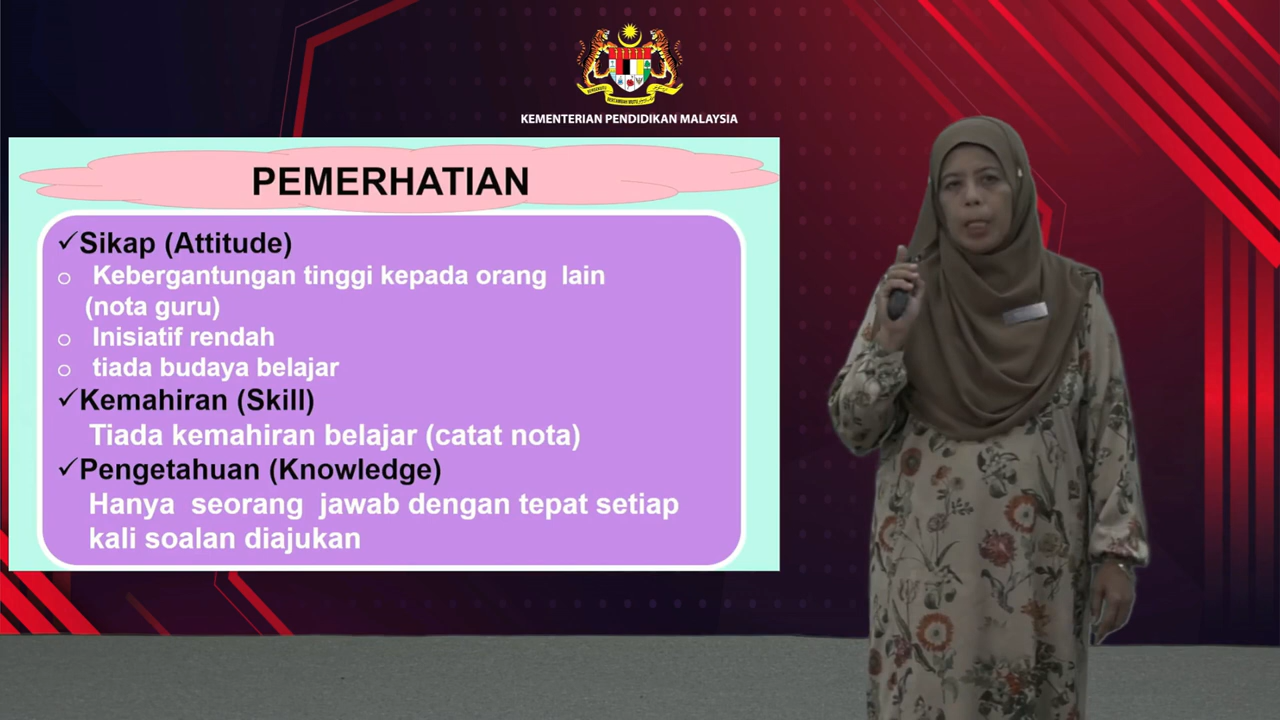 KEMENTERIAN PENDIDIKAN MALAYSIA
PEMERHATIAN
✓Sikap (Attitude)
o Kebergantungan tinggi kepada orang lain
(nota guru)
o Inisiatif rendah
o tiada budaya belajar
✓Kemahiran (Skill)
Tiada kemahiran belajar (catat nota)
✓Pengetahuan (Knowledge)
Hanya seorang jawab dengan tepat setiap
kali soalan diajukan